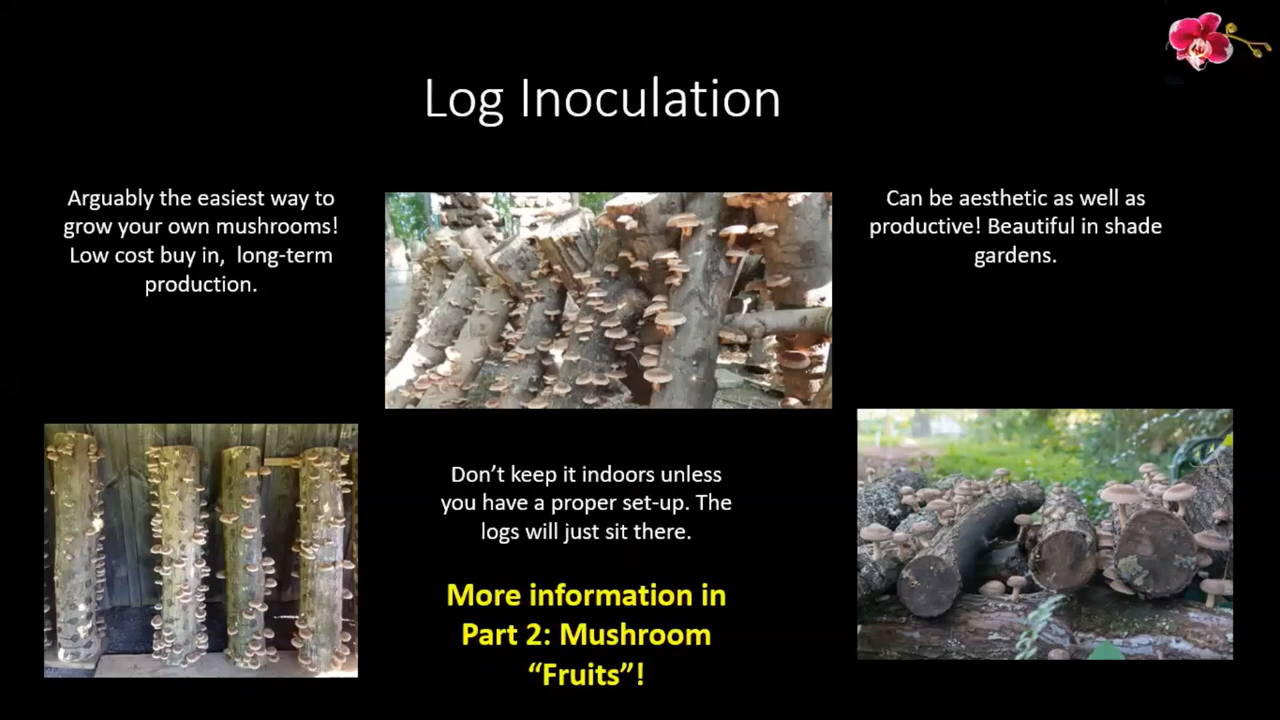 Log Inoculation
Arguably the easiest way to
grow your own mushrooms!
Low cost buy in,  long-term
production.
Can be aesthetic as well as
productive! Beautiful in shade
gardens.
Don’t keep it indoors unless
you have a proper set-up. The
logs will just sit there.
More information in
Part 2: Mushroom
“Fruits”!